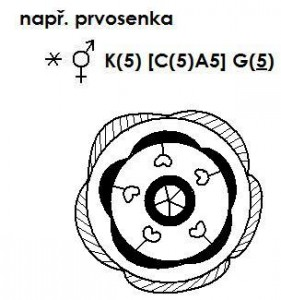 např. prvosenka
* ⚥ K(5) [C(5)A5] G(5)